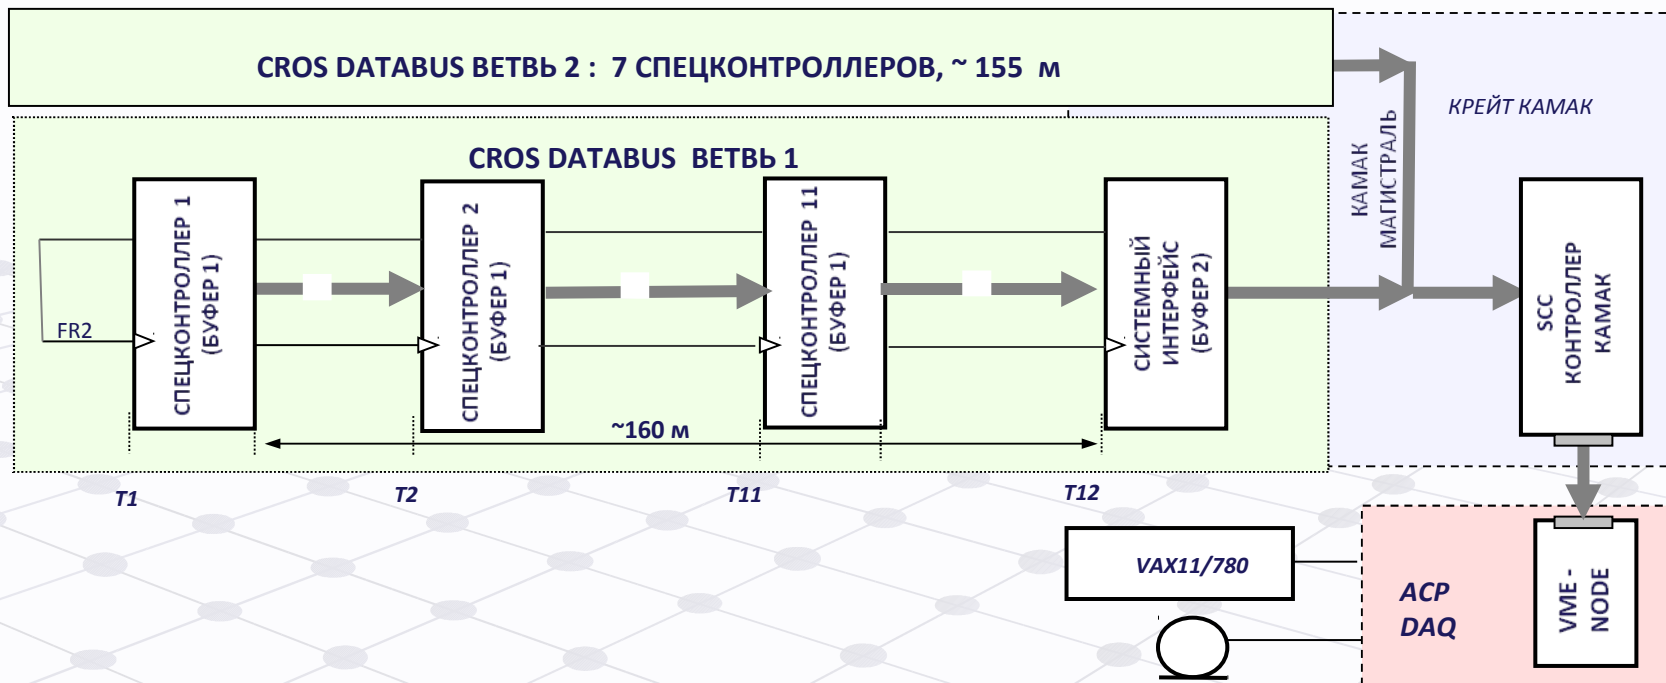 CROS DATABUS ВЕТВЬ 2 : 7 СПЕЦКОНТРОЛЛЕРОВ, ~ 155 м
КРЕЙТ КАМАК
КАМАК
МАГИСТРАЛЬ
CROS DATABUS ВЕТВЬ 1
СПЕЦКОНТРОЛЛЕР 1
(БУФЕР 1)
СПЕЦКОНТРОЛЛЕР 2
(БУФЕР 1)
СПЕЦКОНТРОЛЛЕР 11
(БУФЕР 1)
СИСТЕМНЫЙ
ИНТЕРФЕЙС
(БУФЕР 2)
SCC
КОНТРОЛЛЕР
КАМАК
FR2
~160 м
T1
T2
T11
T12
VAX11/780
ACP
DAQ
VME -
NODE